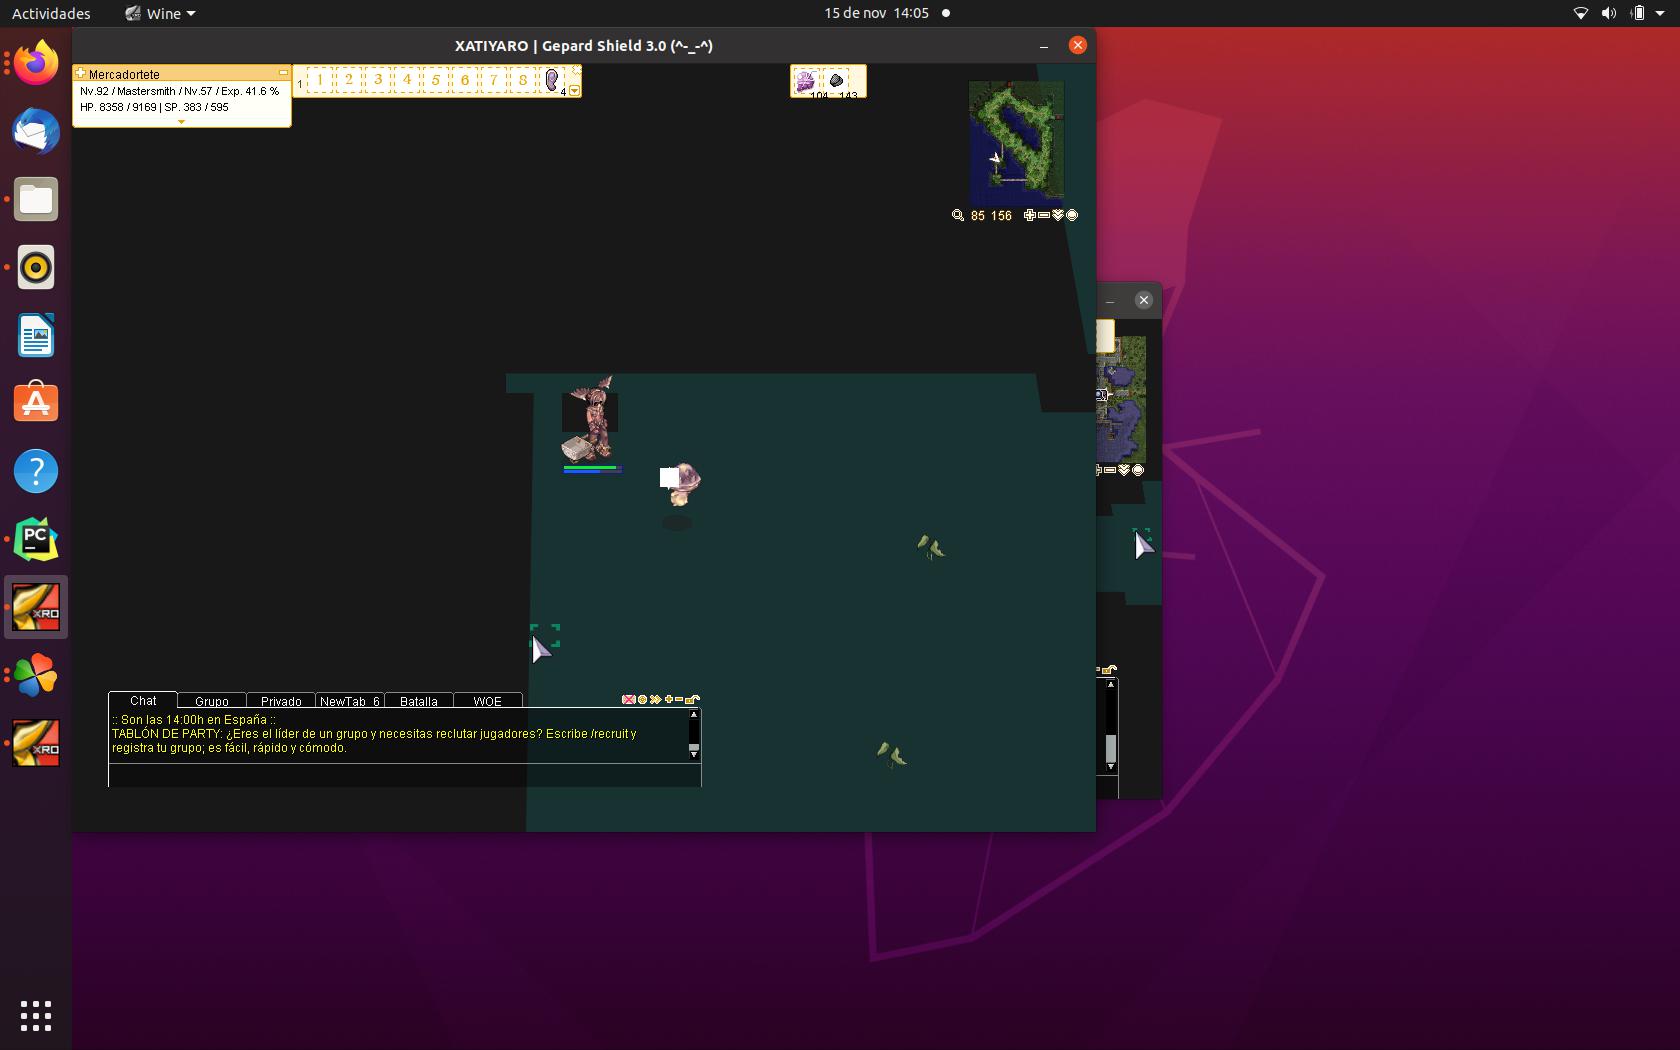 Actividades
Wine
15 de nov 14:05
XATIYARO | Gepard Shield 3.0 (^-_-^)
Mercadortete
Nv.92 / Mastersmith / Nv.57 / Exp. 41.6 %
HP. 8358 / 9169 | SP. 383 / 595
1 1 2 3 4 5 6 7 8 4
104 143
85 156
PC
XRO
XRO
Chat Grupo Privado NewTab_6 Batalla WOE
:: Son las 14:00h en España ::
TABLÓN DE PARTY: ¿Eres el líder de un grupo y necesitas reclutar jugadores? Escribe /recruit y
registra tu grupo; es fácil, rápido y cómodo.